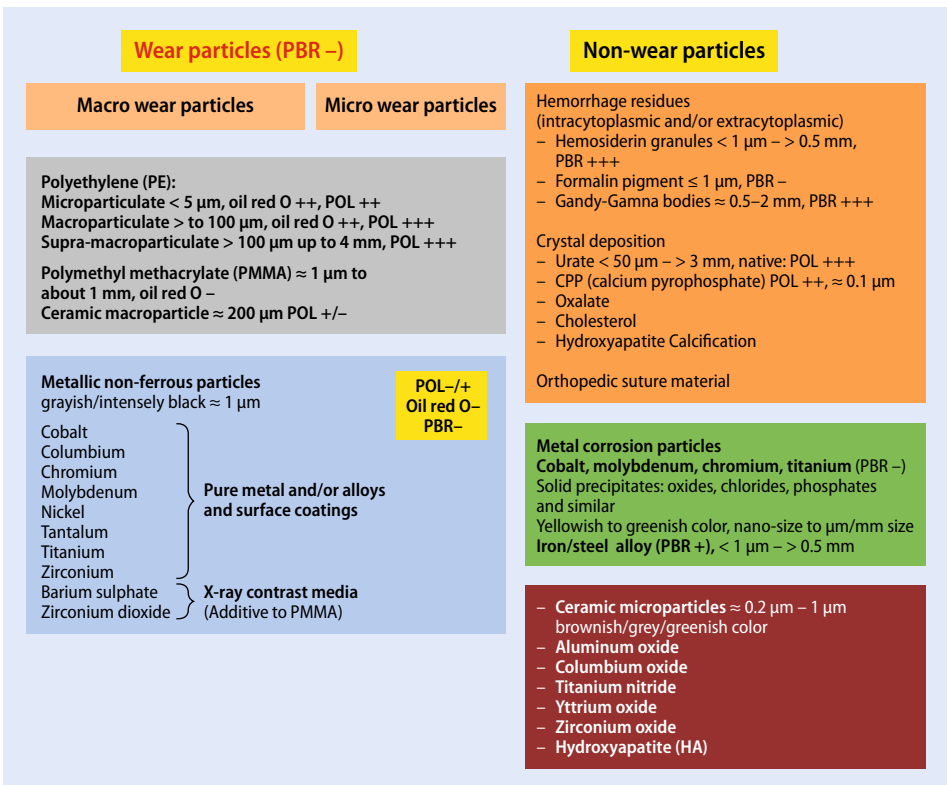 Wear particles (PBR –)
Macro wear particles
Micro wear particles
Polyethylene (PE):
Microparticulate < 5 µm, oil red O ++, POL ++
Macroparticulate > to 100 µm, oil red O ++, POL +++
Supra-macroparticulate > 100 µm up to 4 mm, POL +++
Polymethyl methacrylate (PMMA) ≈ 1 µm to
about 1 mm, oil red O –
Ceramic macroparticle ≈ 200 µm POL +/–
Metallic non-ferrous particles
grayish/intensely black ≈ 1 µm
POL–/+
Oil red O–
PBR–
Cobalt
Columbium
Chromium
Molybdenum
Nickel
Tantalum
Titanium
Zirconium
Pure metal and/or alloys
and surface coatings
Barium sulphate
Zirconium dioxide
X-ray contrast media
(Additive to PMMA)
Non-wear particles
Hemorrhage residues
(intracytoplasmic and/or extracytoplasmic)
– Hemosiderin granules < 1 µm – > 0.5 mm,
PBR +++
– Formalin pigment ≤ 1 µm, PBR –
– Gandy-Gamna bodies ≈ 0.5–2 mm, PBR +++
Crystal deposition
– Urate < 50 µm – > 3 mm, native: POL +++
– CPP (calcium pyrophosphate) POL ++, ≈ 0.1 µm
– Oxalate
– Cholesterol
– Hydroxyapatite Calcification
Orthopedic suture material
Metal corrosion particles
Cobalt, molybdenum, chromium, titanium (PBR –)
Solid precipitates: oxides, chlorides, phosphates
and similar
Yellowish to greenish color, nano-size to µm/mm size
Iron/steel alloy (PBR +), < 1 µm – > 0.5 mm
– Ceramic microparticles ≈ 0.2 µm – 1 µm
brownish/grey/greenish color
– Aluminum oxide
– Columbium oxide
– Titanium nitride
– Yttrium oxide
– Zirconium oxide
– Hydroxyapatite (HA)